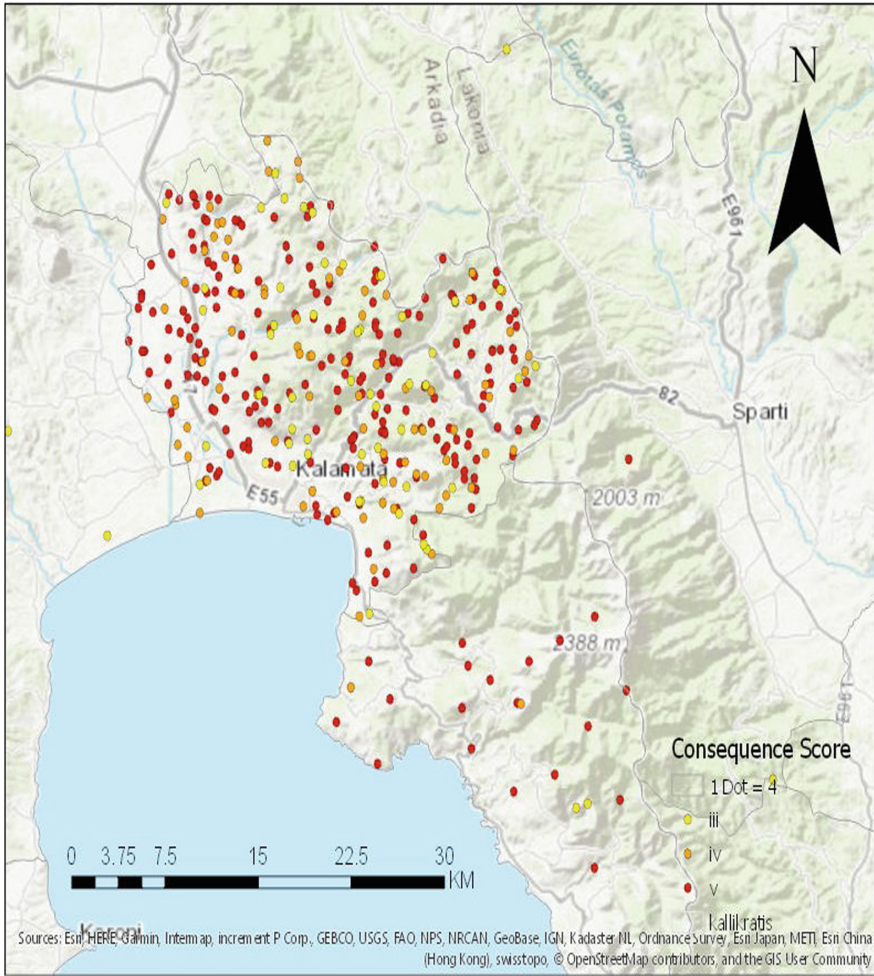 N
Arkadia
Lakonia
Evrotas Potamos
E961
82
Sparti
Kalamata
E55
2003 m
2388 m
E961
Consequence Score
1 Dot = 4
iii
iv
v
kallikratis
0 3.75 7.5 15 22.5 30
KM
Koroni
Sources: Esri, HERE, Garmin, Intermap, increment P Corp., GEBCO, USGS, FAO, NPS, NRCAN, GeoBase, IGN, Kadaster NL, Ordnance Survey, Esri Japan, METI, Esri China
(Hong Kong), swisstopo, © OpenStreetMap contributors, and the GIS User Community